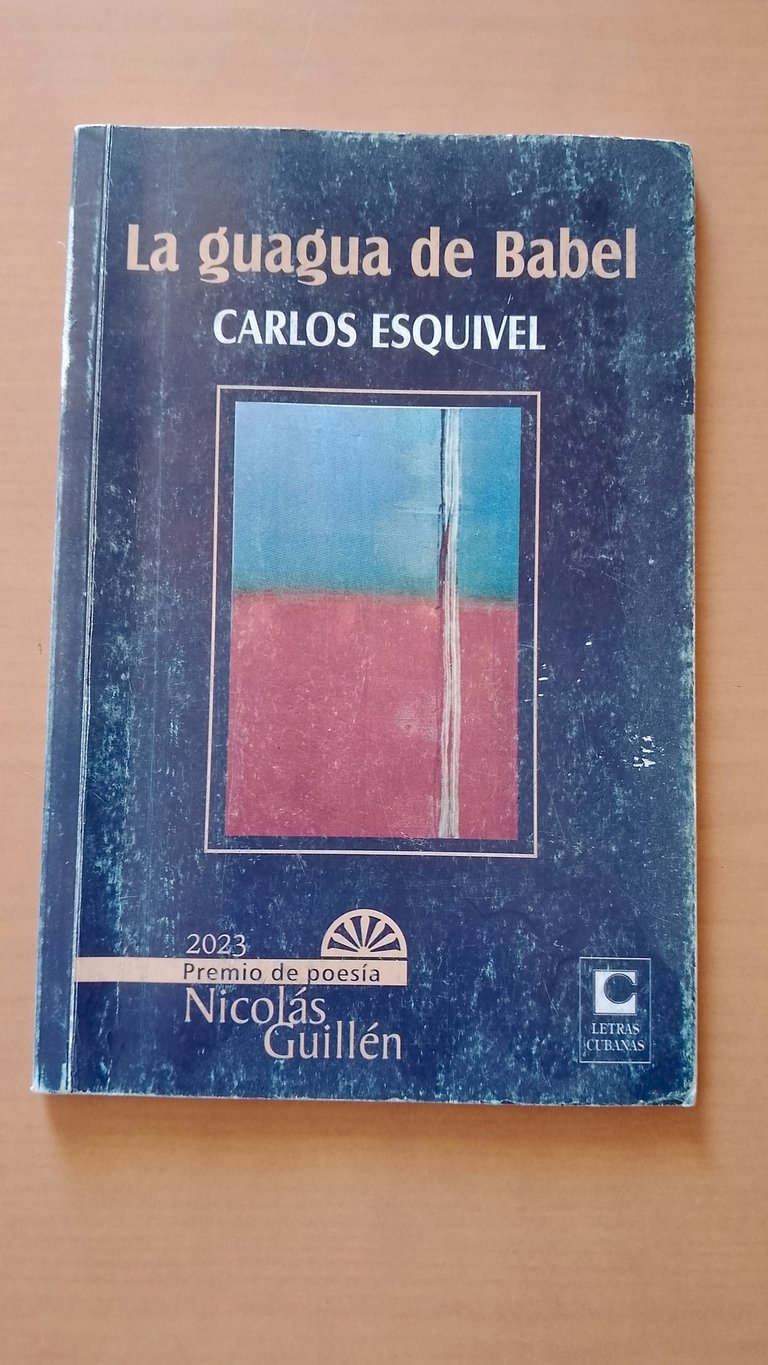 La guagua de Babel
CARLOS ESQUIVEL
2023
Premio de poesía
Nicolás
Guillén
LETRAS
CUBANAS